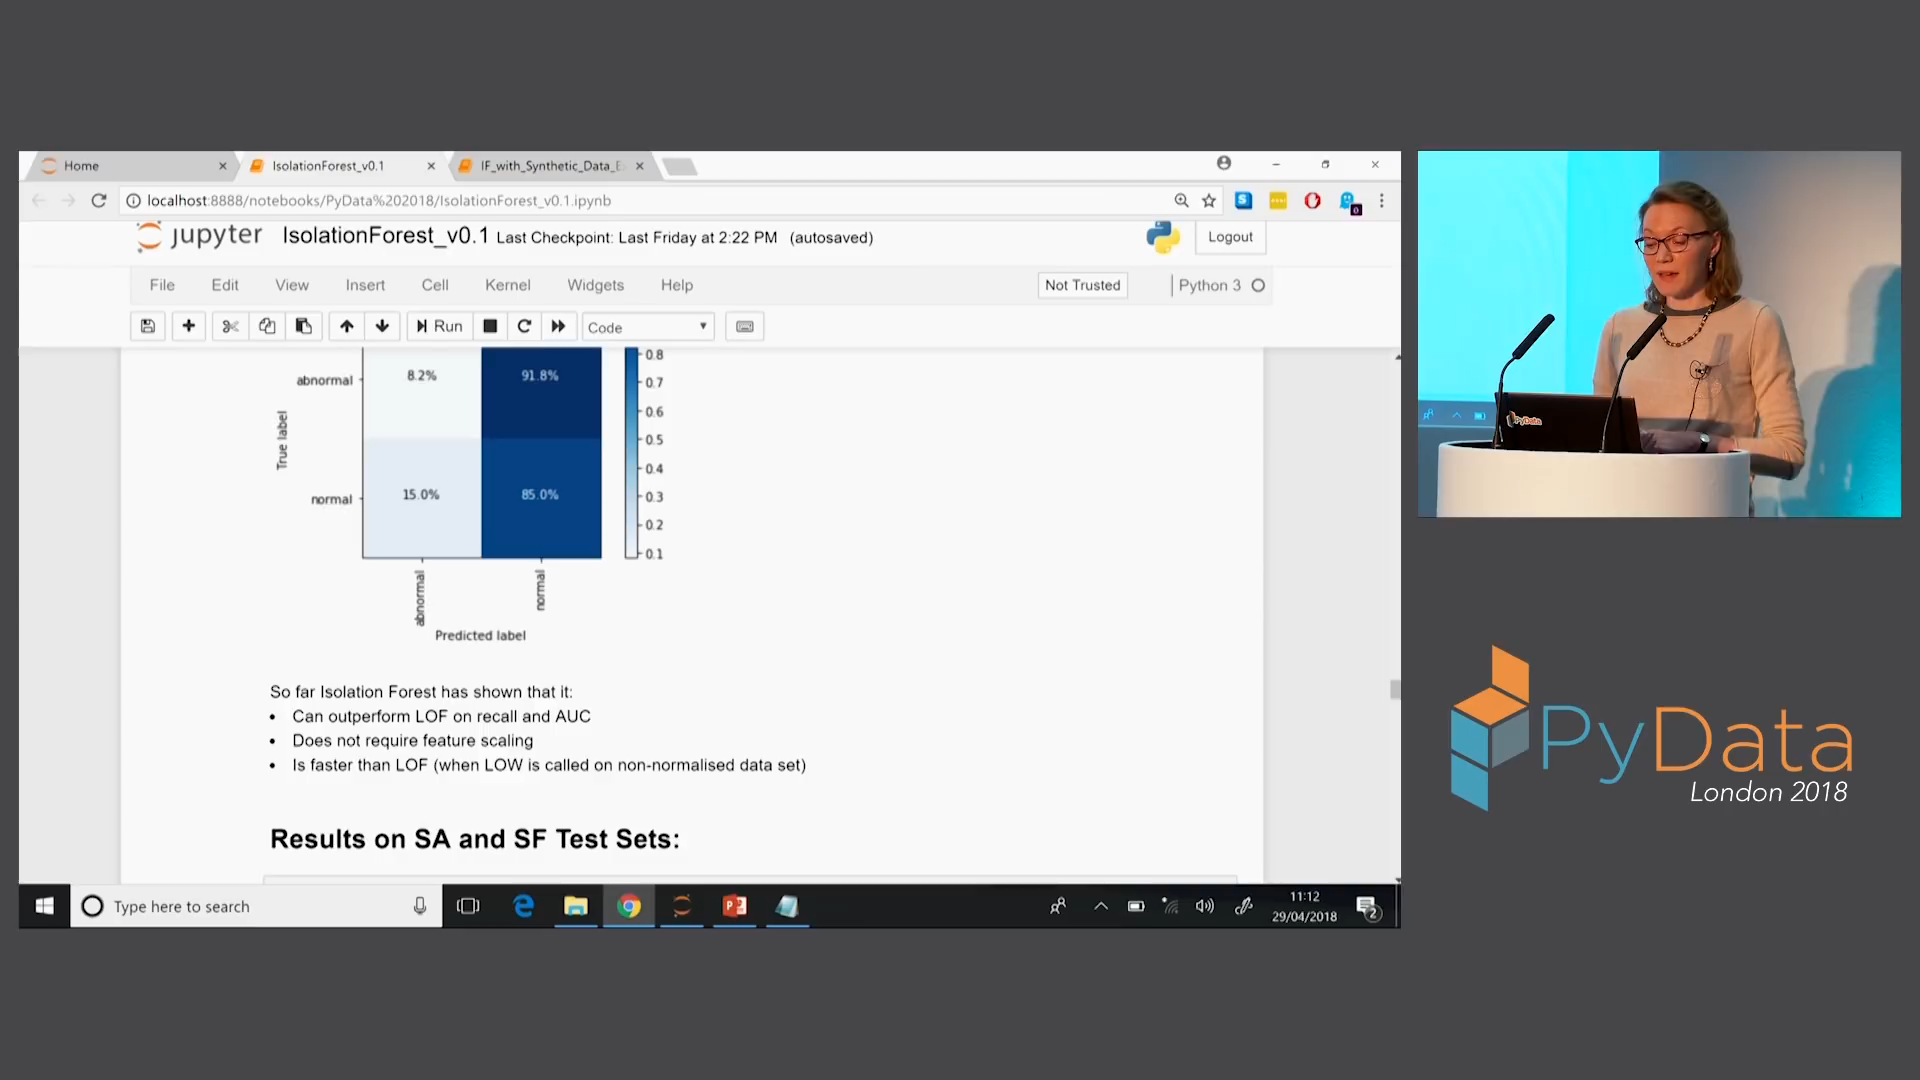 Home
IsolationForest_v0.1
IF_with_Synthetic_Data_E
localhost:8888/notebooks/PyData%202018/IsolationForest_v0.1.ipynb
jupyter IsolationForest_v0.1 Last Checkpoint: Last Friday at 2:22 PM (autosaved)
Logout
File Edit View Insert Cell Kernel Widgets Help
Not Trusted
Python 3
Run
Code
abnormal
8.2%
91.8%
normal
15.0%
85.0%
True label
0.8
0.7
0.6
0.5
0.4
0.3
0.2
0.1
abnormal
normal
Predicted label
So far Isolation Forest has shown that it:
• Can outperform LOF on recall and AUC
• Does not require feature scaling
• Is faster than LOF (when LOW is called on non-normalised data set)
Results on SA and SF Test Sets:
Type here to search
11:12
29/04/2018
2
PyData
PyData
London 2018